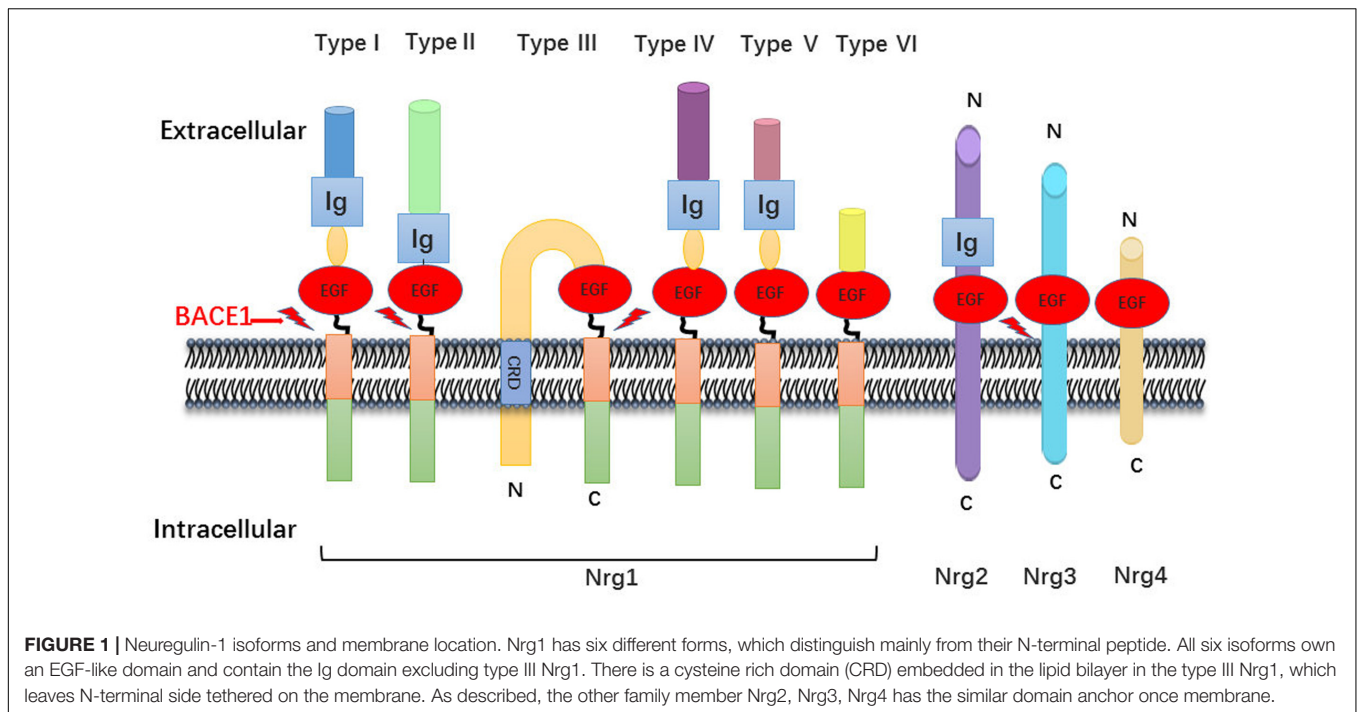 Type I Type II Type III Type IV Type V Type VI
Extracellular
N
N
N
Ig
Ig
Ig
Ig
Ig
EGF
EGF
EGF
EGF
EGF
EGF
EGF
EGF
EGF
BACE1
CRD
N
C
C
C
C
Intracellular
Nrg1
Nrg2
Nrg3
Nrg4
FIGURE 1 | Neuregulin-1 isoforms and membrane location. Nrg1 has six different forms, which distinguish mainly from their N-terminal peptide. All six isoforms own
an EGF-like domain and contain the Ig domain excluding type III Nrg1. There is a cysteine rich domain (CRD) embedded in the lipid bilayer in the type III Nrg1, which
leaves N-terminal side tethered on the membrane. As described, the other family member Nrg2, Nrg3, Nrg4 has the similar domain anchor once membrane.